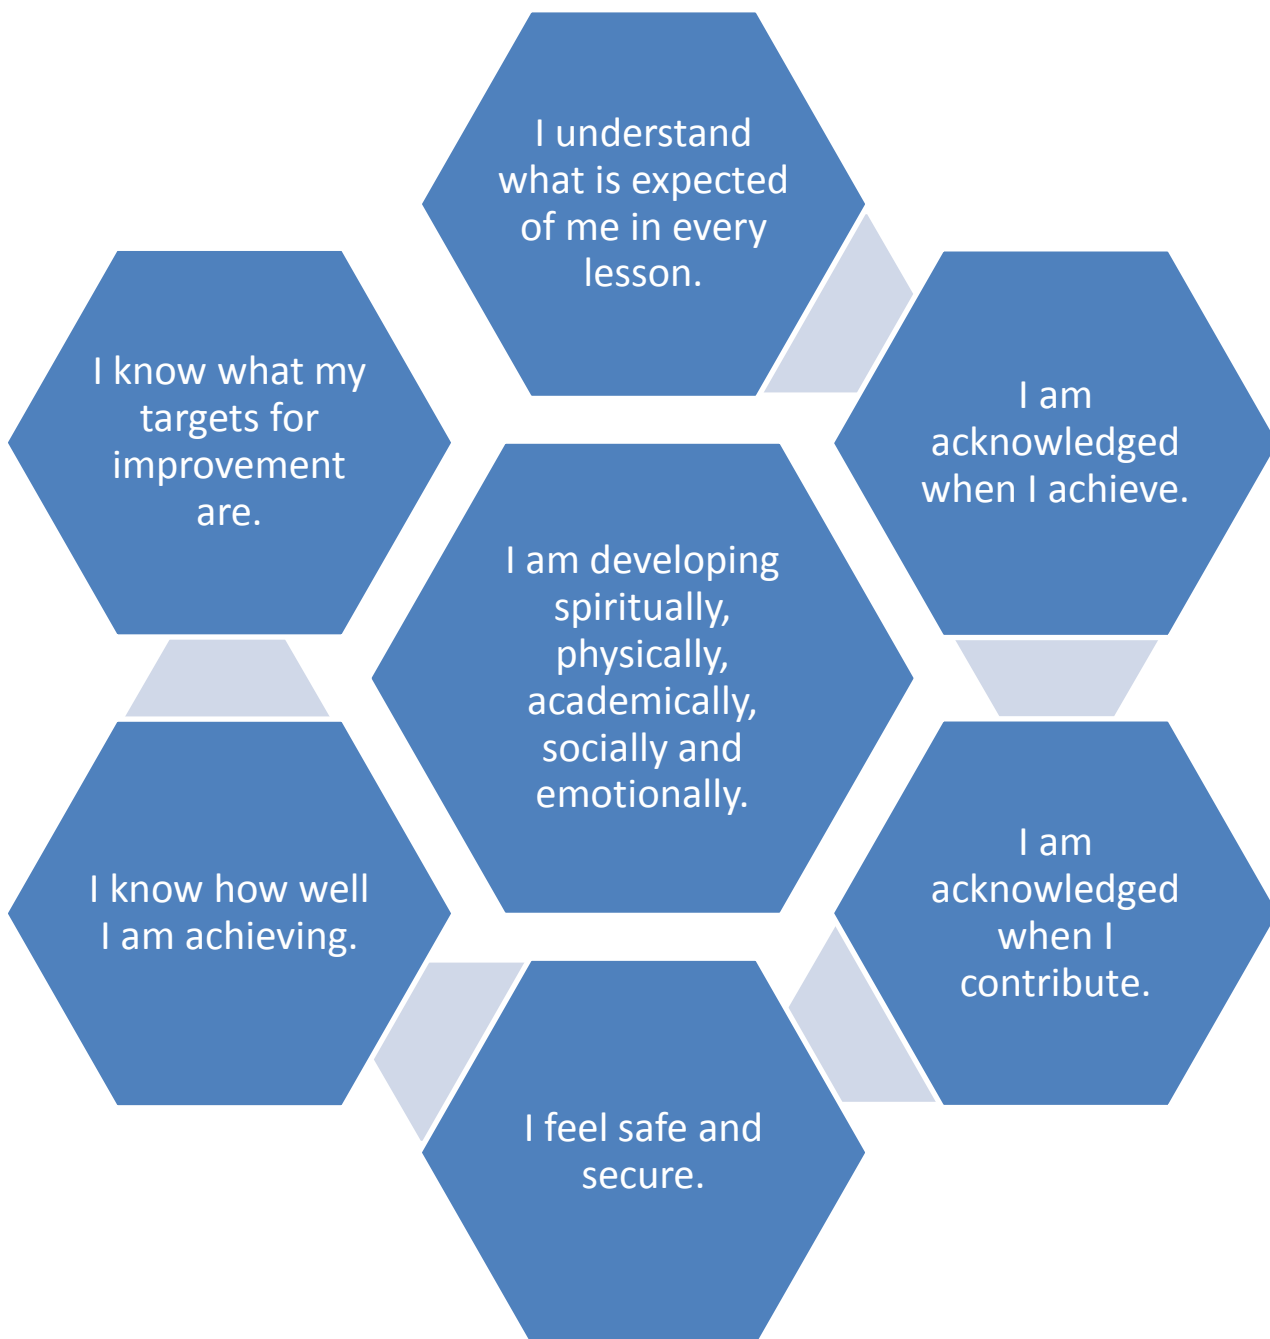 I understand
what is expected
of me in every
lesson.
I am
acknowledged
when I achieve.
I am
acknowledged
when I
contribute.
I feel safe and
secure.
I know how well
I am achieving.
I know what my
targets for
improvement
are.
I am developing
spiritually,
physically,
academically,
socially and
emotionally.